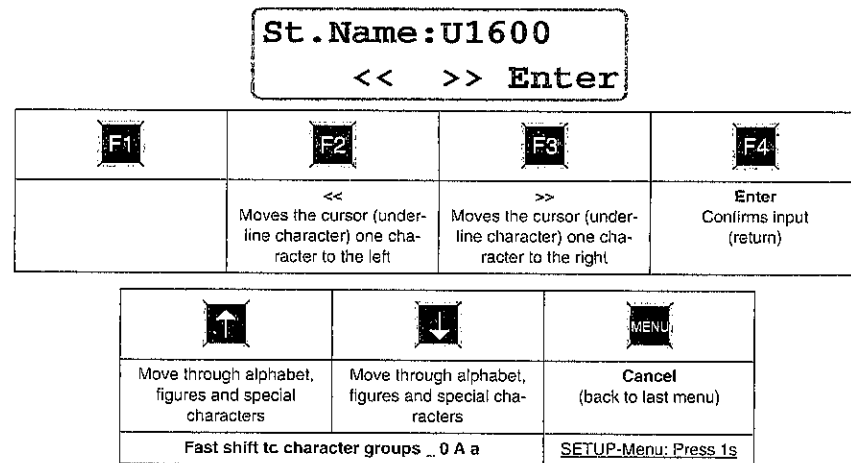 St.Name:U1600
<< >> Enter
F1 F2 F3 F4
<<
Moves the cursor (under-
line character) one cha-
racter to the left
>>
Moves the cursor (under-
line character) one cha-
racter to the right
Enter
Confirms input
(return)
↑ ↓ MENU
Move through alphabet,
figures and special
characters
Move through alphabet,
figures and special cha-
racters
Cancel
(back to last menu)
Fast shift tc character groups _ 0 A a
SETUP-Menu: Press 1s